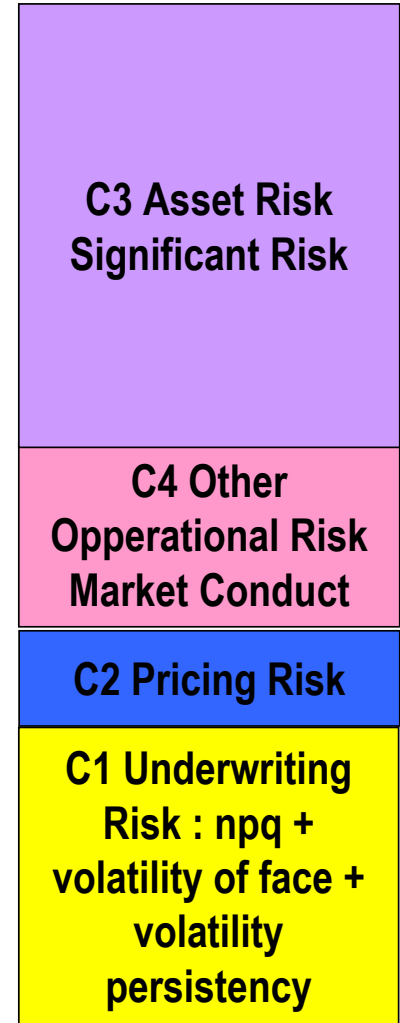 C3 Asset Risk
Significant Risk
C4 Other
Opperational Risk
Market Conduct
C2 Pricing Risk
C1 Underwriting
Risk : npq +
volatility of face +
volatility
persistency